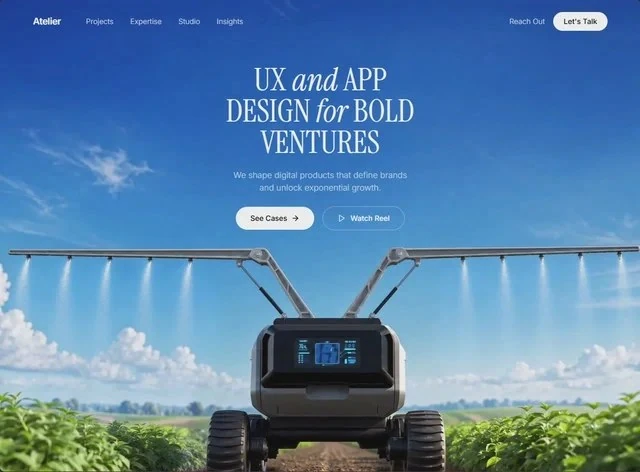 Atelier
Projects
Expertise
Studio
Insights
Reach Out
Let's Talk
UX and APP
DESIGN for BOLD
VENTURES
We shape digital products that define brands
and unlock exponential growth.
See Cases
Watch Reel